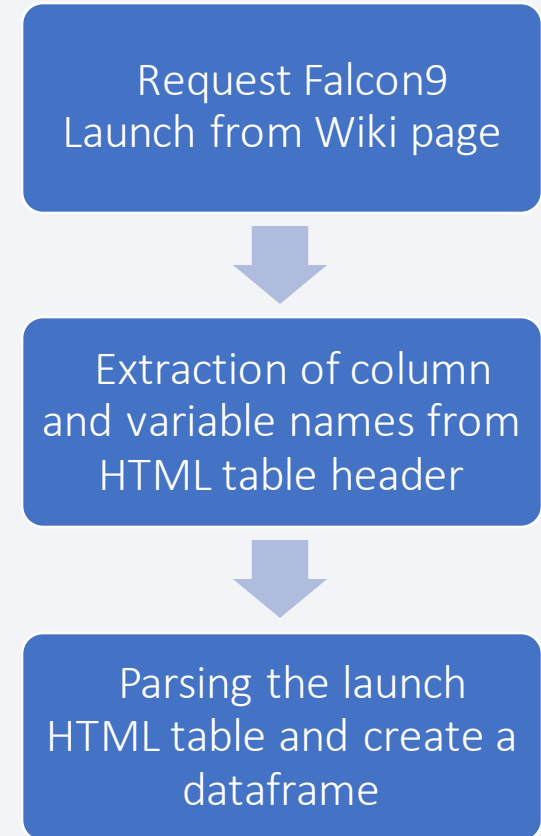 Request Falcon9
Launch from Wiki page
Extraction of column
and variable names from
HTML table header
Parsing the launch
HTML table and create a
dataframe